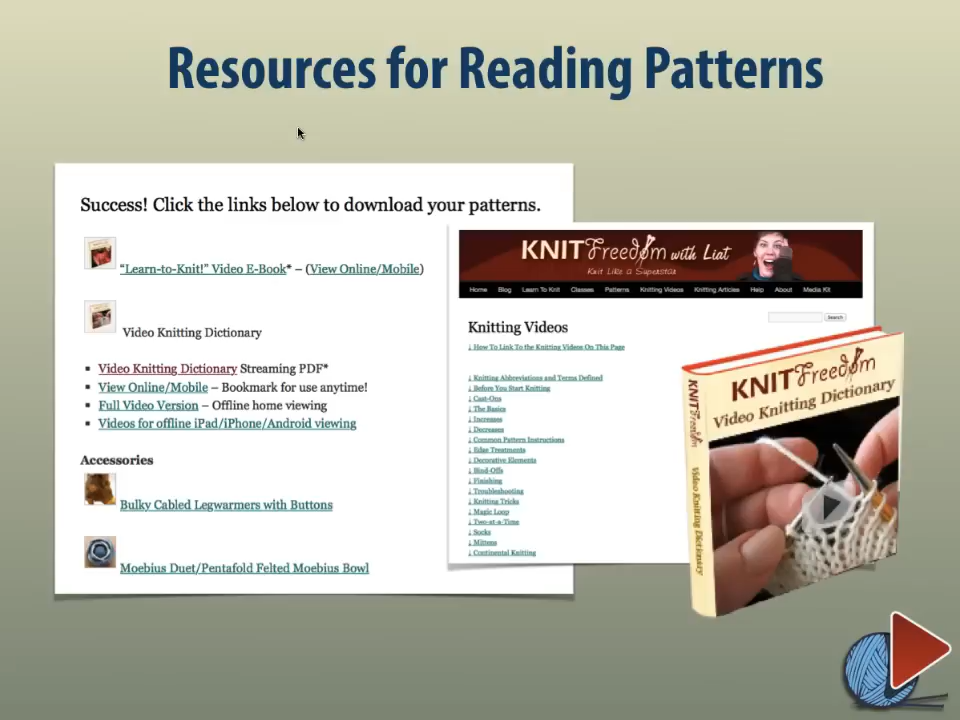 Resources for Reading Patterns
Success! Click the links below to download your patterns.
"Learn-to-Knit!" Video E-Book* – (View Online/Mobile)
Video Knitting Dictionary
Video Knitting Dictionary Streaming PDF*
View Online/Mobile – Bookmark for use anytime!
Full Video Version – Offline home viewing
Videos for offline iPad/iPhone/Android viewing
Accessories
Bulky Cabled Legwarmers with Buttons
Moebius Duet/Pentafold Felted Moebius Bowl
KNITFreedom with Liat
Knit Like a Superstar
Home Blog Learn To Knit Classes Patterns Knitting Videos Knitting Articles Help About Media Kit
Search
Knitting Videos
↓ How To Link To the Knitting Videos On This Page
↓ Knitting Abbreviations and Terms Defined
↓ Before You Start Knitting
↓ Cast-Ons
↓ The Basics
↓ Increases
↓ Decreases
↓ Common Pattern Instructions
↓ Edge Treatments
↓ Decorative Elements
↓ Bind-Offs
↓ Finishing
↓ Troubleshooting
↓ Knitting Tricks
↓ Magic Loop
↓ Two-at-a-Time
↓ Socks
↓ Mittens
↓ Continental Knitting
KNITFreedom
Video Knitting Dictionary
KNITFreedom
Video Knitting Dictionary